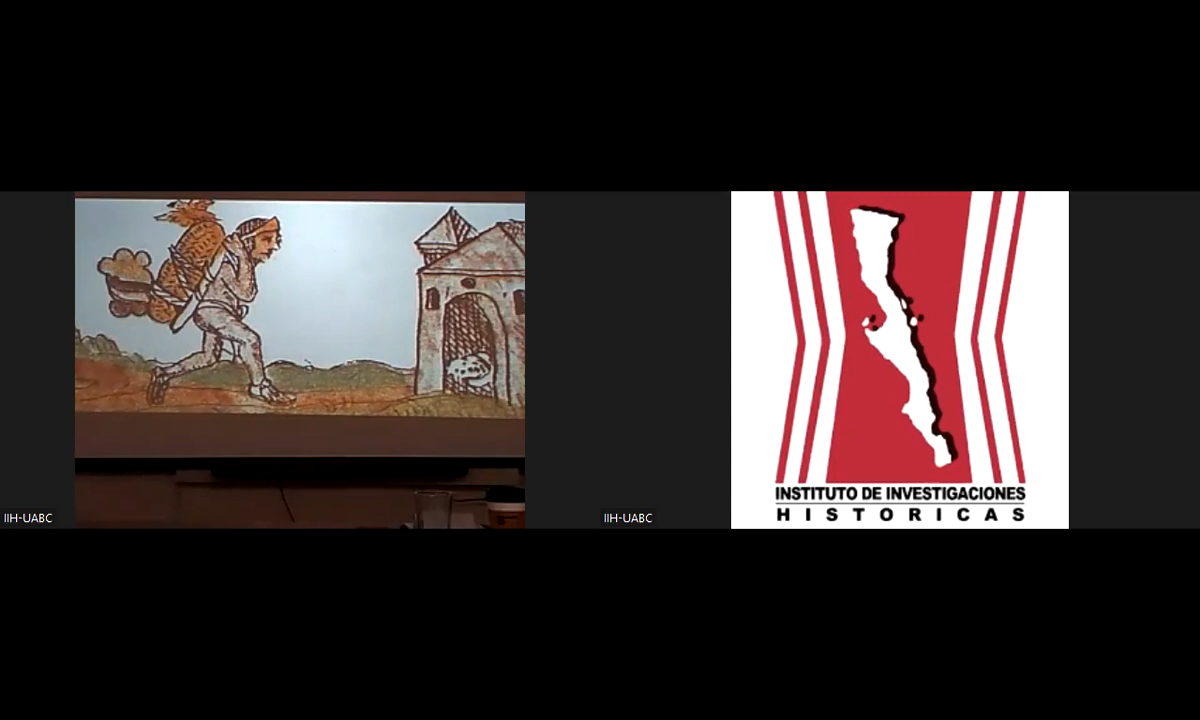 IIH-UABC
IIH-UABC
INSTITUTO DE INVESTIGACIONES
HISTORICAS